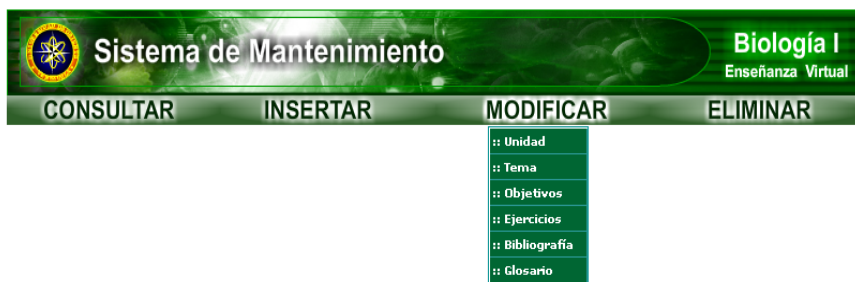 Sistema de Mantenimiento
Biología I
Enseñanza Virtual
CONSULTAR INSERTAR MODIFICAR ELIMINAR
:: Unidad
:: Tema
:: Objetivos
:: Ejercicios
:: Bibliografía
:: Glosario